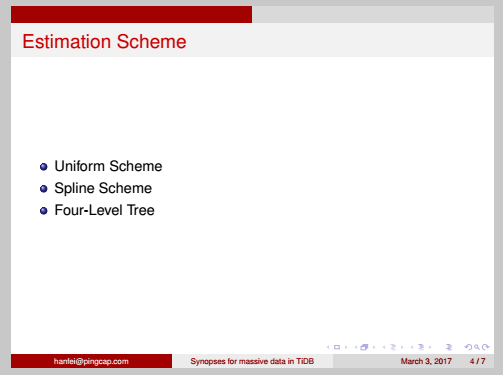 Estimation Scheme
Uniform Scheme
Spline Scheme
Four-Level Tree
hanfei@pingcap.com Synopses for massive data in TiDB March 3, 2017 4 / 7